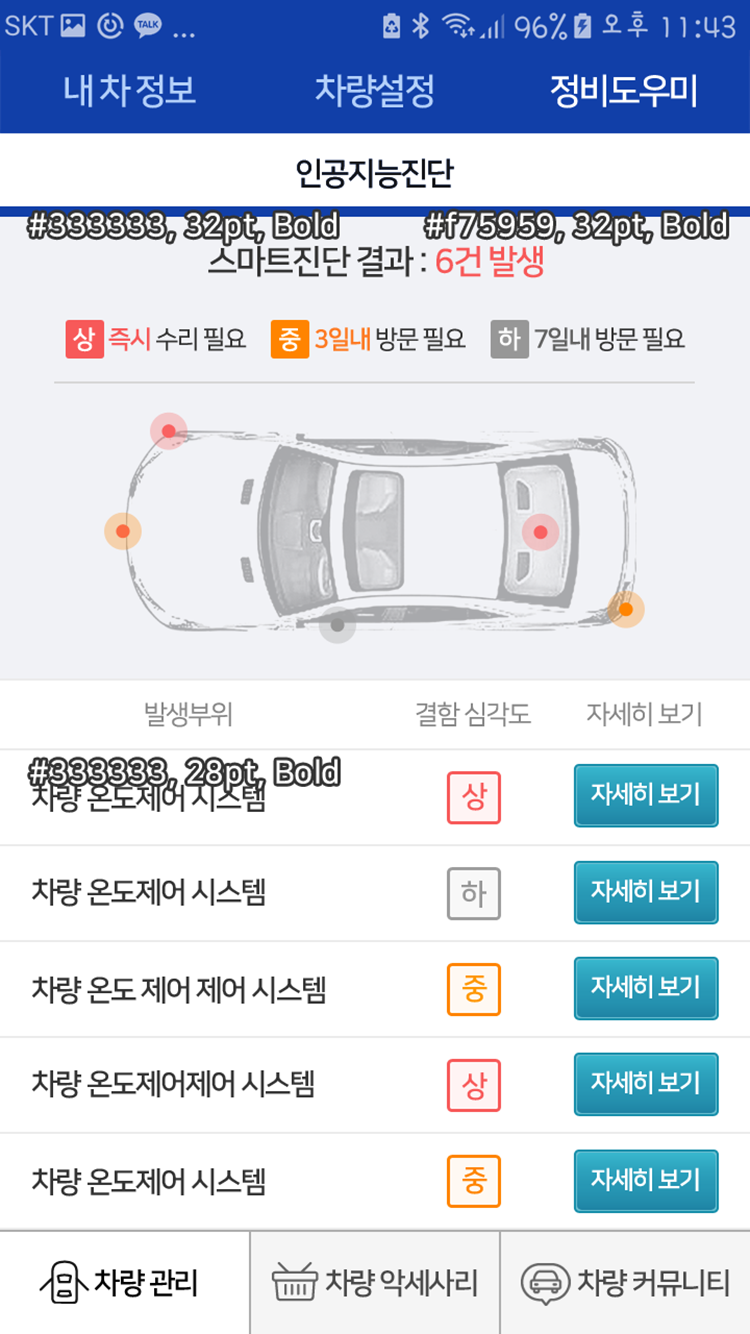 SKT TALK ... 96% 오후 11:43
내 차 정보 차량설정 정비도우미
인공지능진단
#333333, 32pt, Bold #f75959, 32pt, Bold
스마트진단 결과 : 6건 발생
상 즉시 수리 필요 중 3일내 방문 필요 하 7일내 방문 필요
발생부위 결함 심각도 자세히 보기
#333333, 28pt, Bold
차량 온도제어 시스템 상 자세히 보기
차량 온도제어 시스템 하 자세히 보기
차량 온도 제어 제어 시스템 중 자세히 보기
차량 온도제어제어 시스템 상 자세히 보기
차량 온도제어 시스템 중 자세히 보기
차량 관리 차량 악세사리 차량 커뮤니티